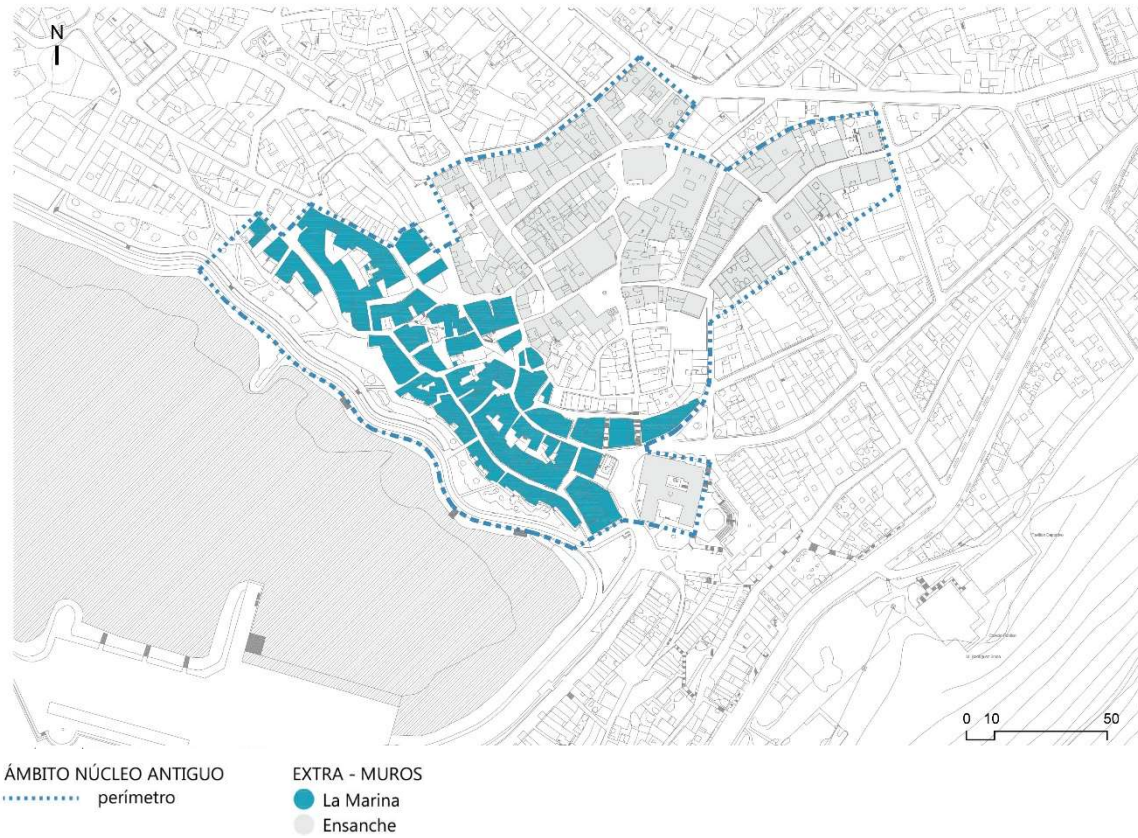 N
0 10 50
ÁMBITO NÚCLEO ANTIGUO
perímetro
EXTRA - MUROS
La Marina
Ensanche